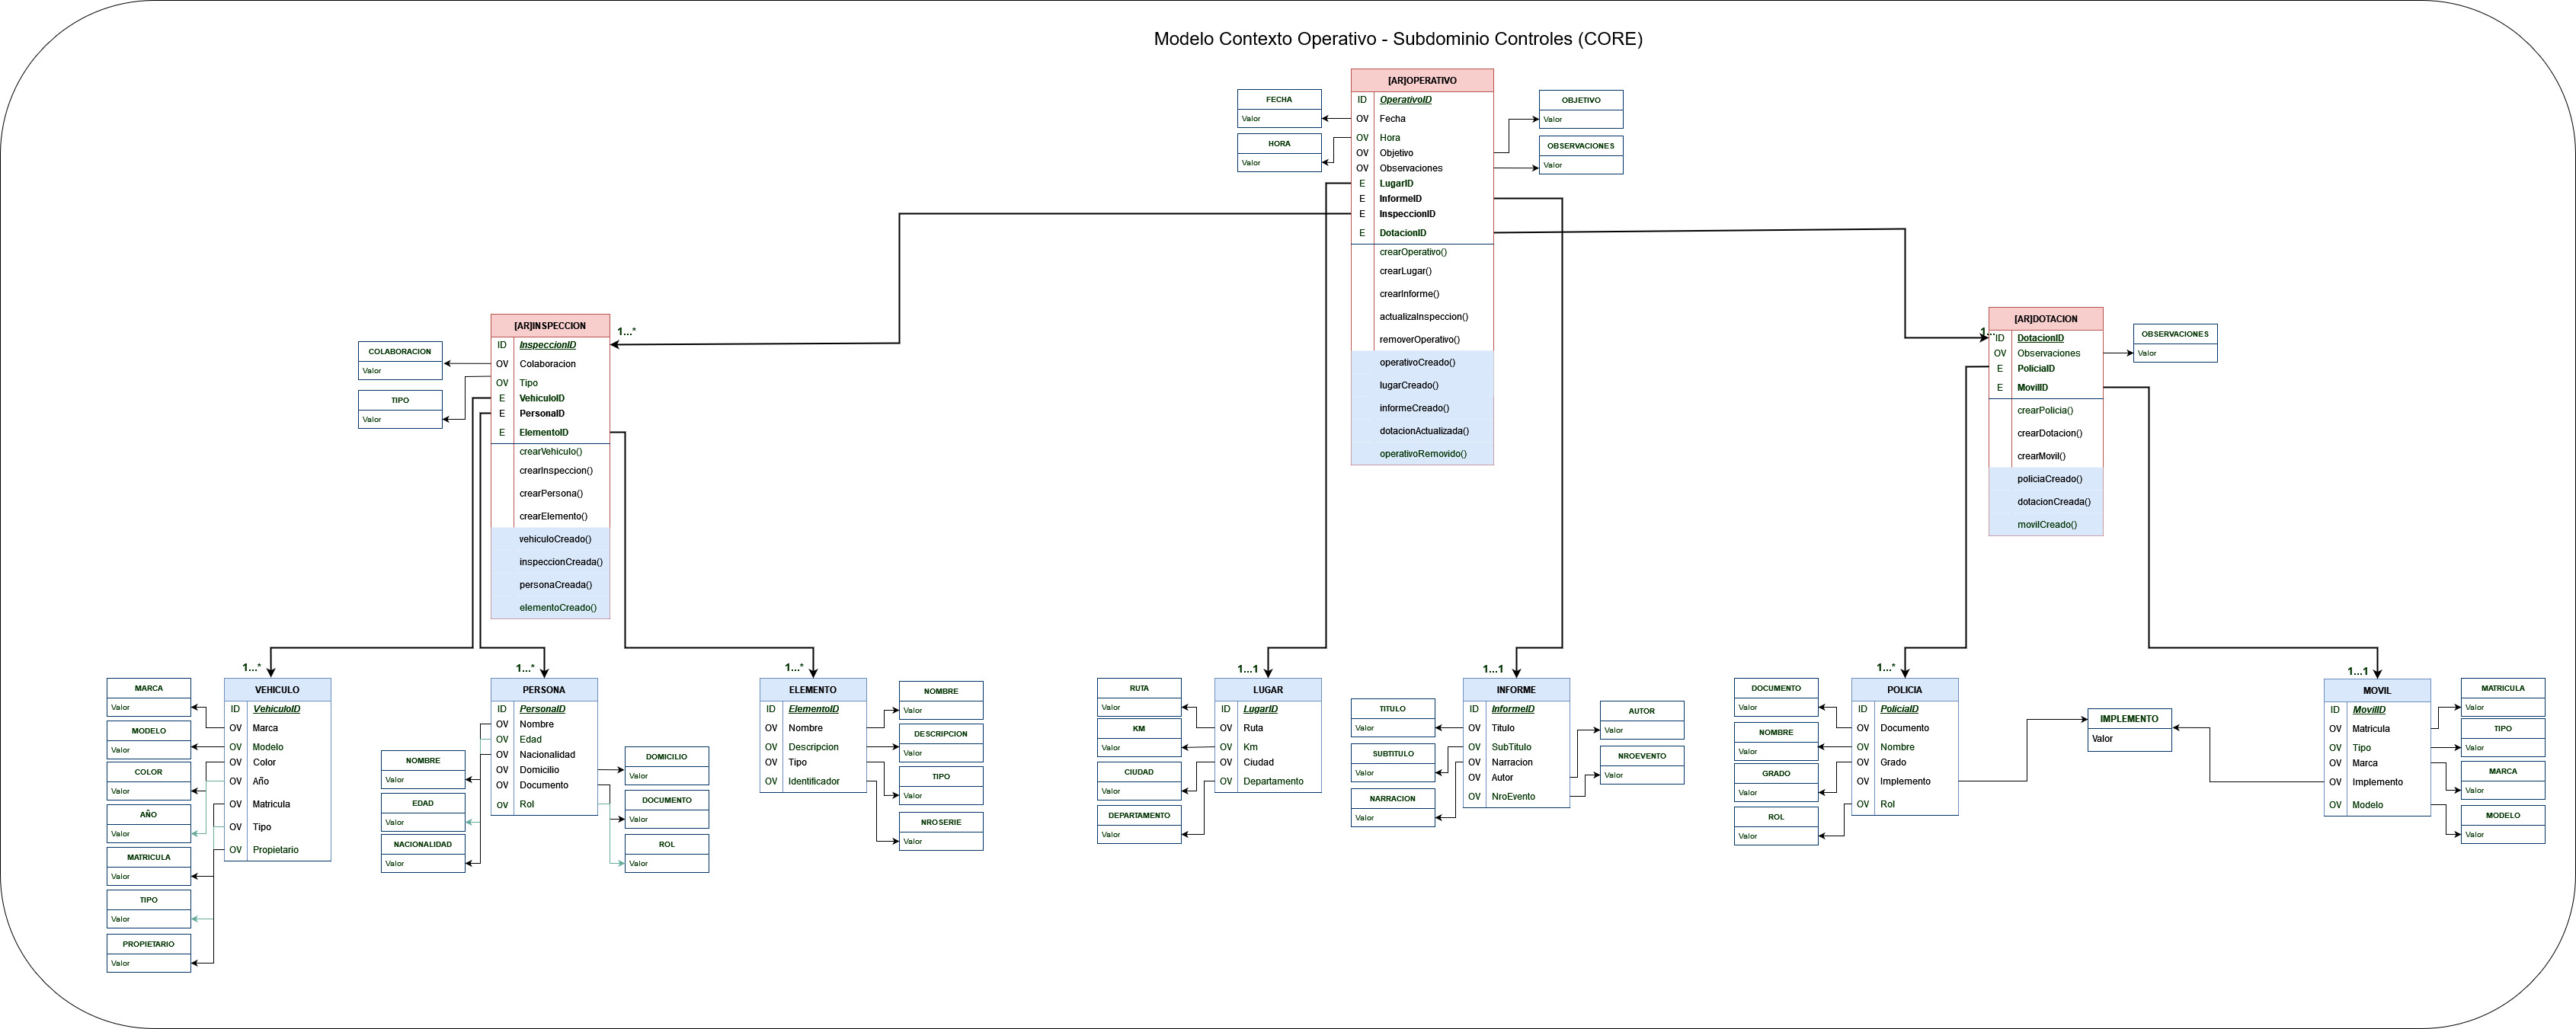 Modelo Contexto Operativo - Subdominio Controles (CORE)
[AR]OPERATIVO
ID OperativoID
OV Fecha
OV Hora
OV Objetivo
OV Observaciones
E LugarID
E InformeID
E InspeccionID
E DotacionID
crearOperativo()
crearLugar()
crearInforme()
actualizaInspeccion()
removerOperativo()
operativoCreado()
lugarCreado()
informeCreado()
dotacionActualizada()
operativoRemovido()
FECHA
Valor
HORA
Valor
OBJETIVO
Valor
OBSERVACIONES
Valor
[AR]INSPECCION
1...*
ID InspeccionID
OV Colaboracion
OV Tipo
E VehiculoID
E PersonaID
E ElementoID
crearVehiculo()
crearInspeccion()
crearPersona()
crearElemento()
vehiculoCreado()
inspeccionCreada()
personaCreada()
elementoCreado()
COLABORACION
Valor
TIPO
Valor
[AR]DOTACION
1...
ID DotacionID
OV Observaciones
E PoliciaID
E MovilID
crearPolicia()
crearDotacion()
crearMovil()
policiaCreado()
dotacionCreada()
movilCreado()
OBSERVACIONES
Valor
1...*
VEHICULO
ID VehiculoID
OV Marca
OV Modelo
OV Color
OV Año
OV Matricula
OV Tipo
OV Propietario
MARCA
Valor
MODELO
Valor
COLOR
Valor
AÑO
Valor
MATRICULA
Valor
TIPO
Valor
PROPIETARIO
Valor
1...*
PERSONA
ID PersonaID
OV Nombre
OV Edad
OV Nacionalidad
OV Domicilio
OV Documento
OV Rol
NOMBRE
Valor
EDAD
Valor
NACIONALIDAD
Valor
DOMICILIO
Valor
DOCUMENTO
Valor
ROL
Valor
1...*
ELEMENTO
ID ElementoID
OV Nombre
OV Descripcion
OV Tipo
OV Identificador
NOMBRE
Valor
DESCRIPCION
Valor
TIPO
Valor
NROSERIE
Valor
1...1
LUGAR
ID LugarID
OV Ruta
OV Km
OV Ciudad
OV Departamento
RUTA
Valor
KM
Valor
CIUDAD
Valor
DEPARTAMENTO
Valor
1...1
INFORME
ID InformeID
OV Titulo
OV SubTitulo
OV Narracion
OV Autor
OV NroEvento
TITULO
Valor
SUBTITULO
Valor
NARRACION
Valor
AUTOR
Valor
NROEVENTO
Valor
1...*
POLICIA
ID PoliciaID
OV Documento
OV Nombre
OV Grado
OV Implemento
OV Rol
DOCUMENTO
Valor
NOMBRE
Valor
GRADO
Valor
ROL
Valor
IMPLEMENTO
Valor
1...1
MOVIL
ID MovilID
OV Matricula
OV Tipo
OV Marca
OV Implemento
OV Modelo
MATRICULA
Valor
TIPO
Valor
MARCA
Valor
MODELO
Valor